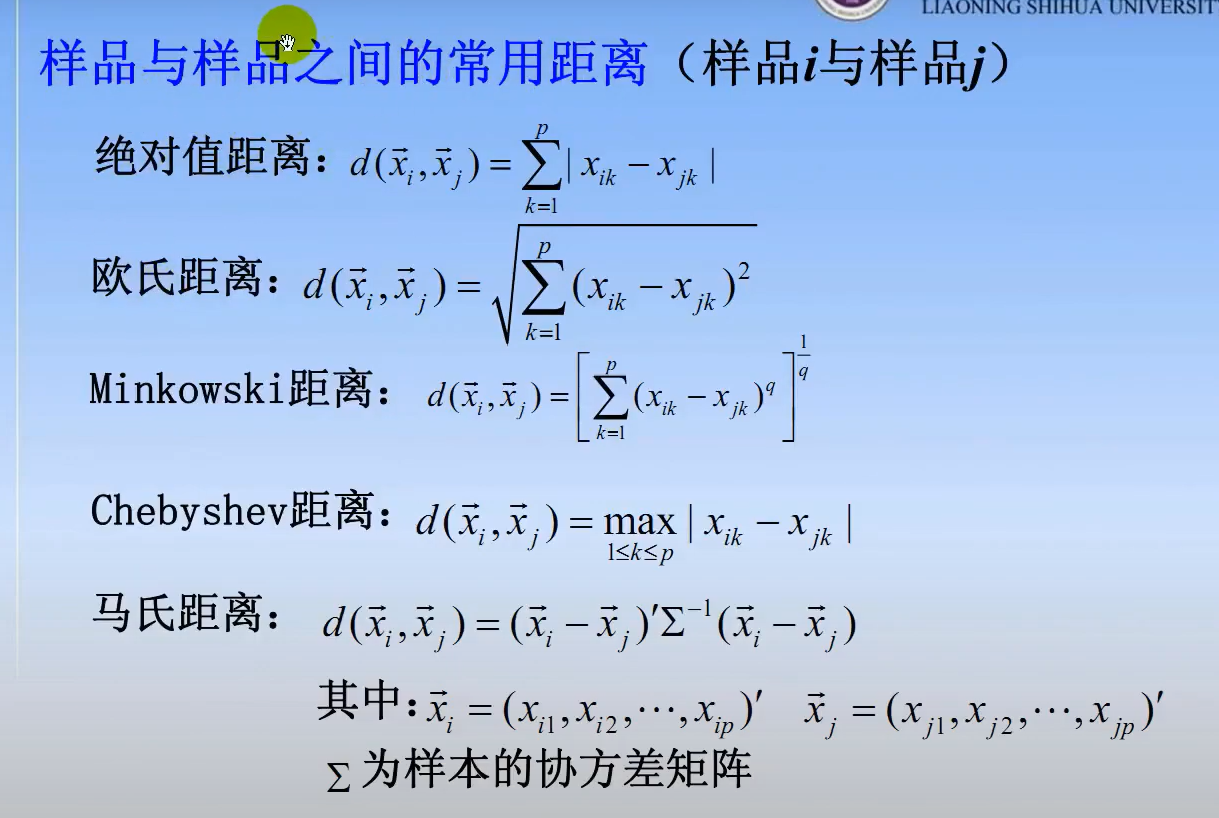 LIAONING SHIHUA UNIVERSITY
样品与样品之间的常用距离（样品i与样品j）
绝对值距离：$d(\vec{x}_i,\vec{x}_j)=\sum_{k=1}^{p}|x_{ik}-x_{jk}|$
欧氏距离：$d(\vec{x}_i,\vec{x}_j)=\sqrt{\sum_{k=1}^{p}(x_{ik}-x_{jk})^2}$
Minkowski距离：$d(\vec{x}_i,\vec{x}_j)=\left[\sum_{k=1}^{p}(x_{ik}-x_{jk})^q\right]^{\frac{1}{q}}$
Chebyshev距离：$d(\vec{x}_i,\vec{x}_j)=\max_{1\le k\le p}|x_{ik}-x_{jk}|$
马氏距离：$d(\vec{x}_i,\vec{x}_j)=(\vec{x}_i-\vec{x}_j)'\Sigma^{-1}(\vec{x}_i-\vec{x}_j)$
其中：$\vec{x}_i=(x_{i1},x_{i2},\cdots,x_{ip})'$ $\vec{x}_j=(x_{j1},x_{j2},\cdots,x_{jp})'$
∑为样本的协方差矩阵